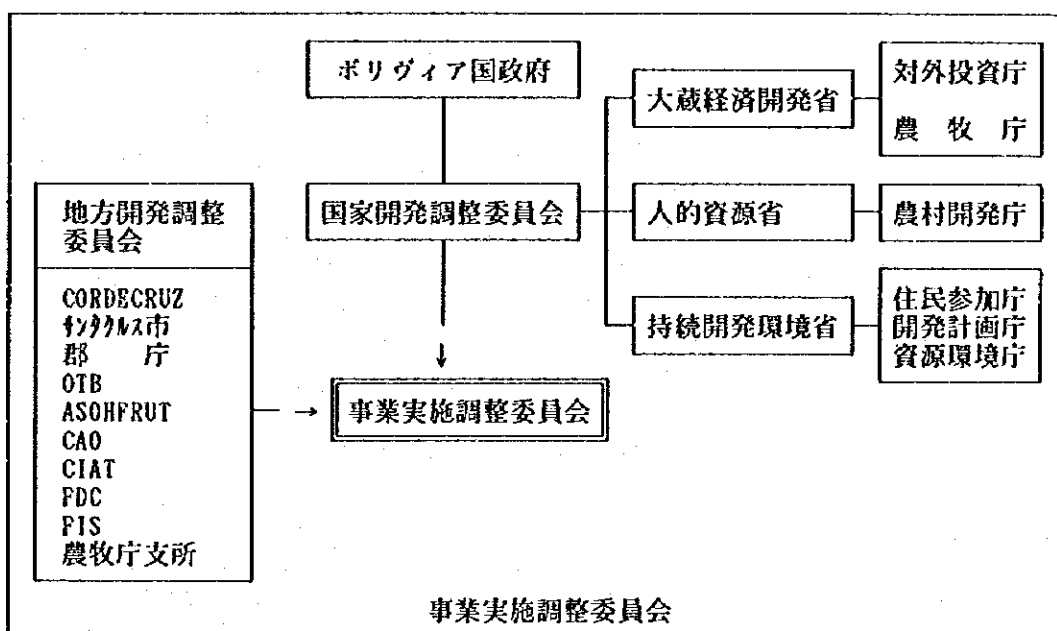 ボリヴィア国政府
大蔵経済開発省
対外投資庁
農 牧 庁
地方開発調整
委員会
国家開発調整委員会
人的資源省
農村開発庁
CORDECRUZ
サンタクルス市
郡 庁
OTB
ASOHFRUT
CAO
CIAT
FDC
FIS
農牧庁支所
持続開発環境省
住民参加庁
開発計画庁
資源環境庁
事業実施調整委員会
事業実施調整委員会